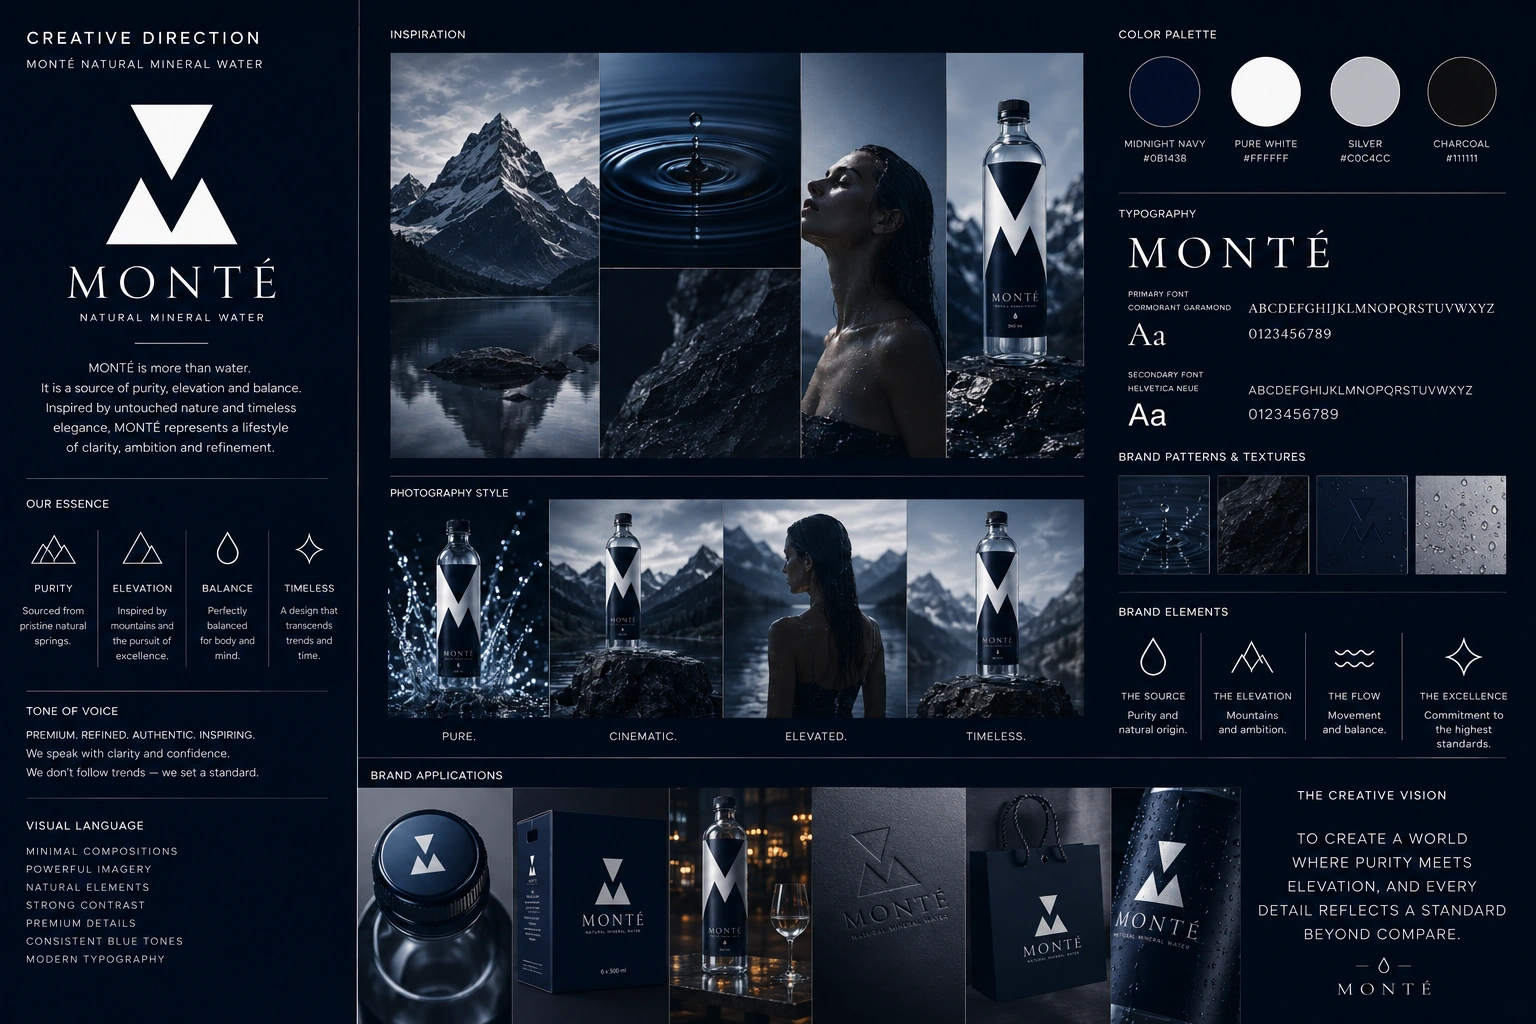 CREATIVE DIRECTION
MONTÉ NATURAL MINERAL WATER
MONTÉ
NATURAL MINERAL WATER
MONTÉ is more than water.
It is a source of purity, elevation and balance.
Inspired by untouched nature and timeless
elegance, MONTÉ represents a lifestyle
of clarity, ambition and refinement.
OUR ESSENCE
PURITY
Sourced from
pristine natural
springs.
ELEVATION
Inspired by
mountains and
the pursuit of
excellence.
BALANCE
Perfectly
balanced
for body and
mind.
TIMELESS
A design that
transcends
trends and
time.
TONE OF VOICE
PREMIUM. REFINED. AUTHENTIC. INSPIRING.
We speak with clarity and confidence.
We don't follow trends — we set a standard.
VISUAL LANGUAGE
MINIMAL COMPOSITIONS
POWERFUL IMAGERY
NATURAL ELEMENTS
STRONG CONTRAST
PREMIUM DETAILS
CONSISTENT BLUE TONES
MODERN TYPOGRAPHY
INSPIRATION
MONTÉ
PHOTOGRAPHY STYLE
MONTÉ
MONTÉ
MONTÉ
PURE.
CINEMATIC.
ELEVATED.
TIMELESS.
COLOR PALETTE
MIDNIGHT NAVY
#0B1438
PURE WHITE
#FFFFFF
SILVER
#C0C4CC
CHARCOAL
#111111
TYPOGRAPHY
MONTÉ
PRIMARY FONT
CORMORANT GARAMOND
Aa
ABCDEFGHIJKLMNOPQRSTUVWXYZ
0123456789
SECONDARY FONT
HELVETICA NEUE
Aa
ABCDEFGHIJKLMNOPQRSTUVWXYZ
0123456789
BRAND PATTERNS & TEXTURES
BRAND ELEMENTS
THE SOURCE
Purity and
natural origin.
THE ELEVATION
Mountains
and ambition.
THE FLOW
Movement
and balance.
THE EXCELLENCE
Commitment to
the highest
standards.
BRAND APPLICATIONS
MONTÉ
NATURAL MINERAL WATER
6 x 500 ml
MONTÉ
MONTÉ
NATURAL MINERAL WATER
MONTÉ
NATURAL MINERAL WATER
MONTÉ
NATURAL MINERAL WATER
THE CREATIVE VISION
TO CREATE A WORLD
WHERE PURITY MEETS
ELEVATION, AND EVERY
DETAIL REFLECTS A STANDARD
BEYOND COMPARE.
MONTÉ